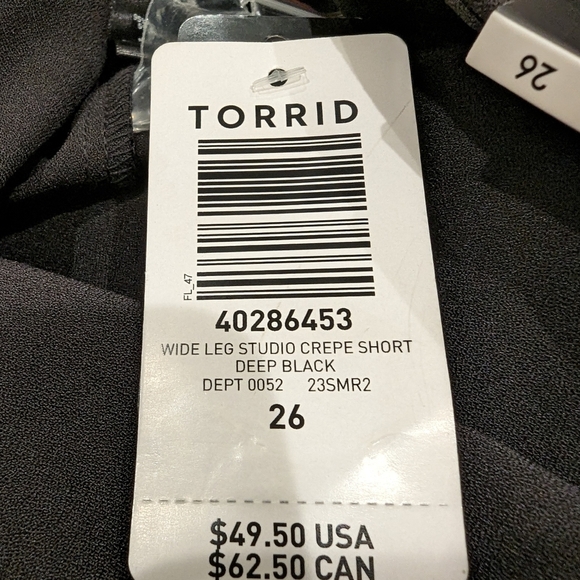 TORRID
FL_47
40286453
WIDE LEG STUDIO CREPE SHORT
DEEP BLACK
DEPT 0052 23SMR2
26
$49.50 USA
$62.50 CAN
26